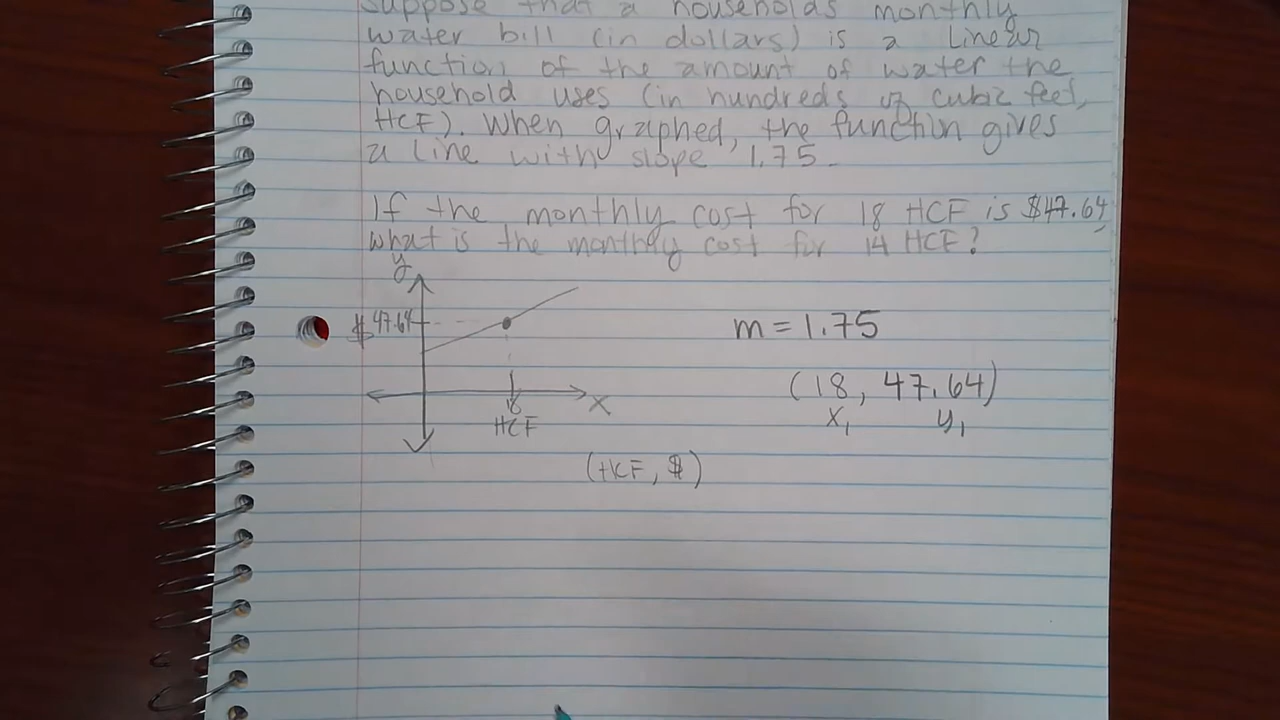 Suppose that a households monthly
water bill (in dollars) is a linear
function of the amount of water the
household uses (in hundreds of cubic feet,
HCF). When graphed, the function gives
a line with slope 1.75.
If the monthly cost for 18 HCF is $47.64,
what is the monthly cost for 14 HCF?
y
$47.64
m = 1.75
(18, 47.64)
x₁ y₁
18
HCF
x
(HCF, $)